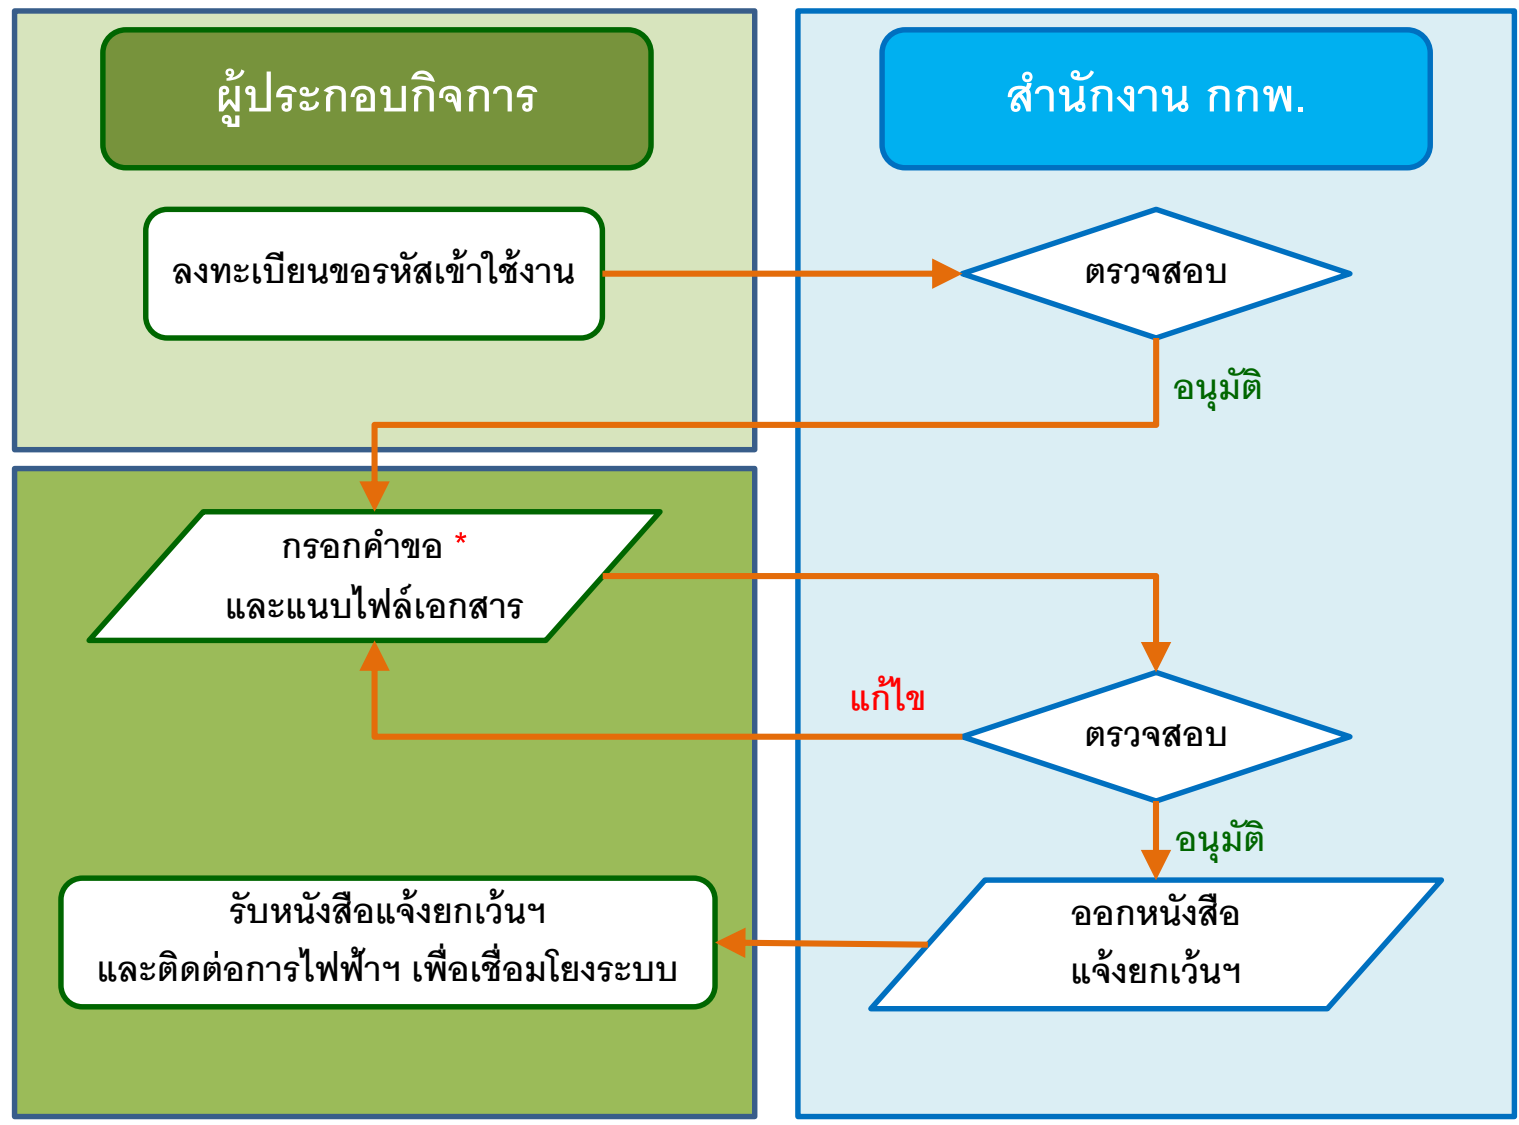 ผู้ประกอบกิจการ
สำนักงาน กกพ.
ลงทะเบียนขอรหัสเข้าใช้งาน
ตรวจสอบ
อนุมัติ
กรอกคำขอ *
และแนบไฟล์เอกสาร
แก้ไข
ตรวจสอบ
อนุมัติ
ออกหนังสือ
แจ้งยกเว้นฯ
รับหนังสือแจ้งยกเว้นฯ
และติดต่อการไฟฟ้าฯ เพื่อเชื่อมโยงระบบ